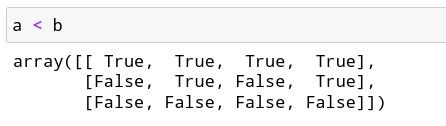 a < b
array([[ True,  True,  True,  True],
       [False,  True, False,  True],
       [False, False, False, False]])